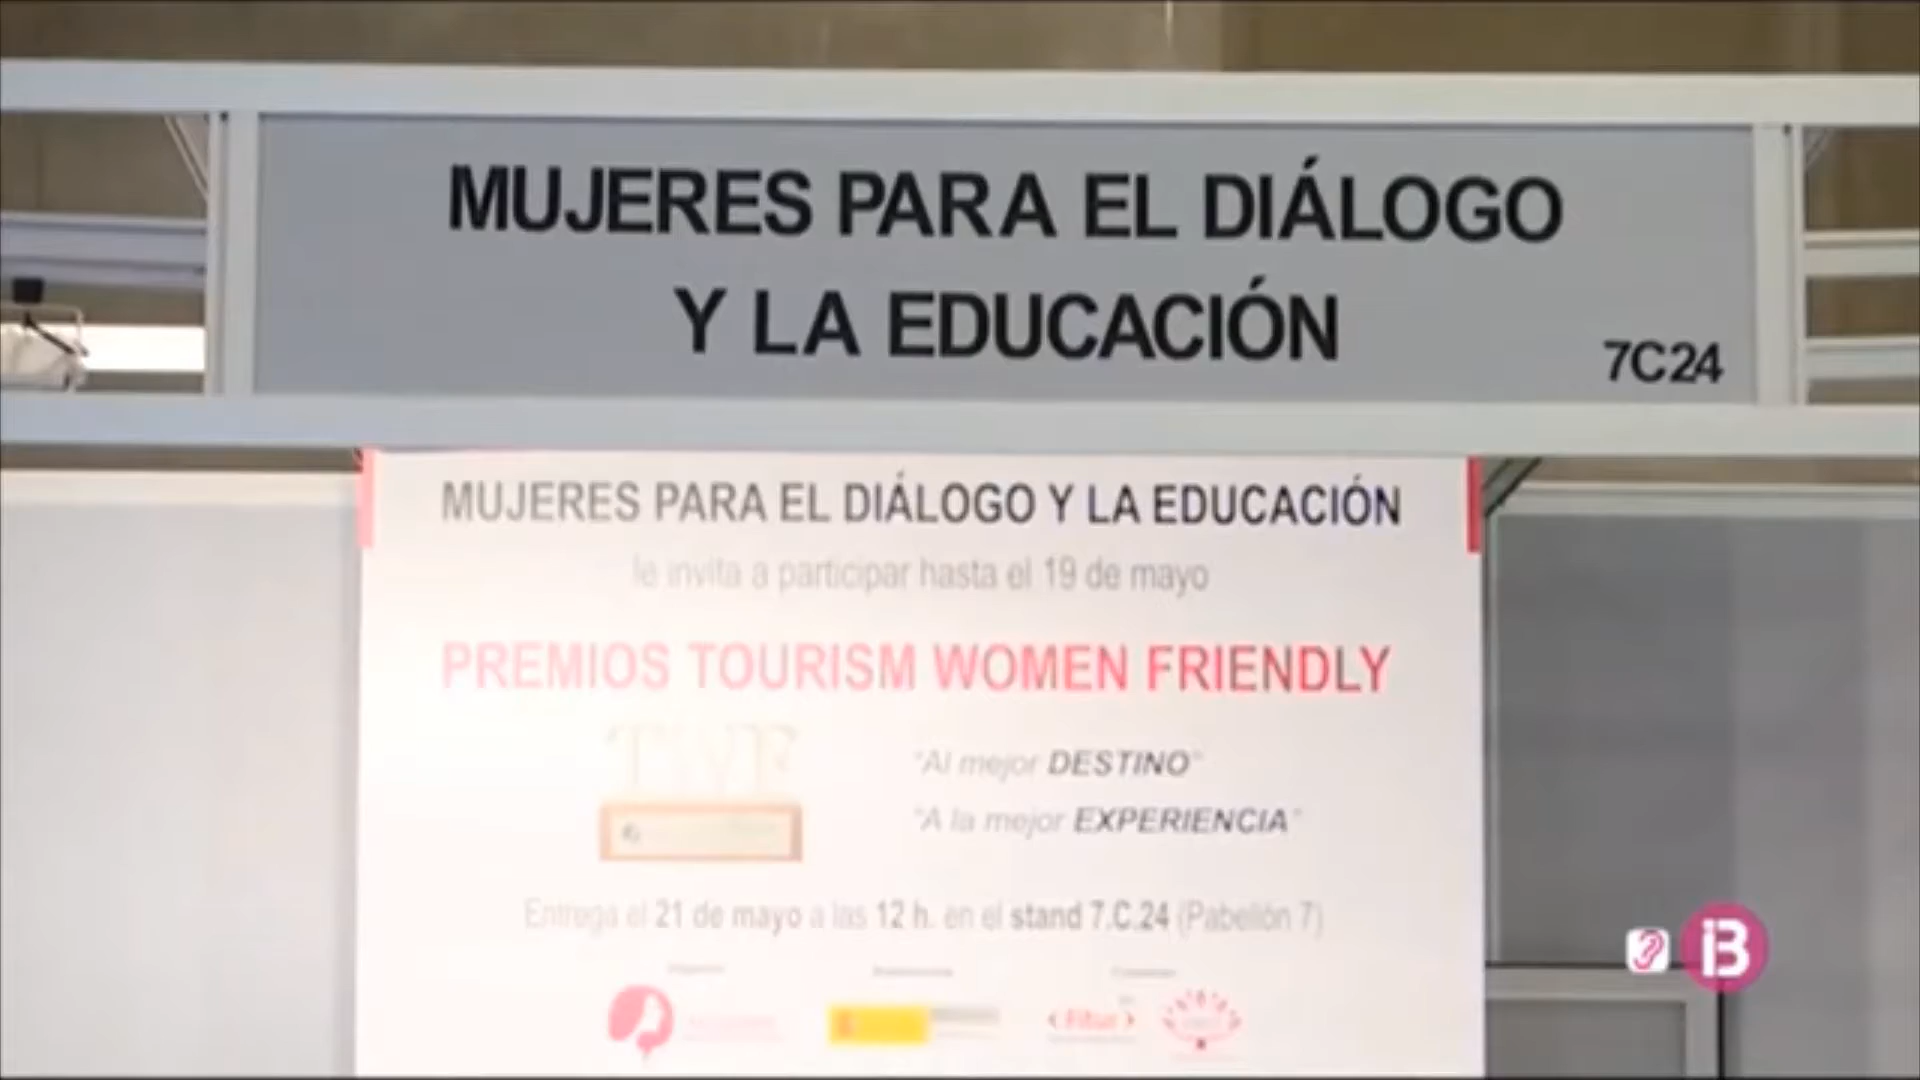 MUJERES PARA EL DIÁLOGO
Y LA EDUCACIÓN
7C24
MUJERES PARA EL DIÁLOGO Y LA EDUCACIÓN
le invita a participar hasta el 19 de mayo
PREMIOS TOURISM WOMEN FRIENDLY
TWF
"Al mejor DESTINO"
"A la mejor EXPERIENCIA"
Entrega el 21 de mayo a las 12 h. en el stand 7.C.24 (Pabellón 7)
Fitur
IB